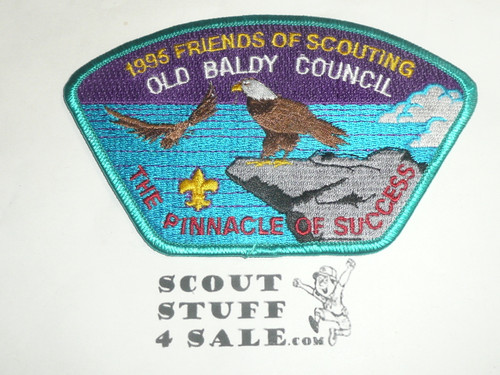 1995 FRIENDS OF SCOUTING
OLD BALDY COUNCIL
THE PINNACLE OF SUCCESS
SCOUT
STUFF
4 SALE.COM